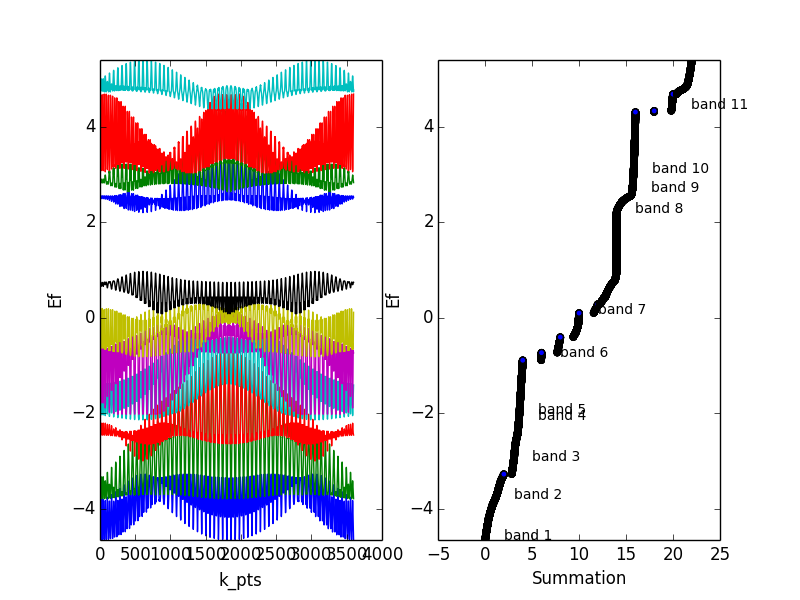 4
2
0
−2
−4
Ef
0 500 1000 1500 2000 2500 3000 3500 4000
k_pts
4
2
0
−2
−4
Ef
band 11
band 10
band 9
band 8
band 7
band 6
band 5
band 4
band 3
band 2
band 1
−5 0 5 10 15 20 25
Summation